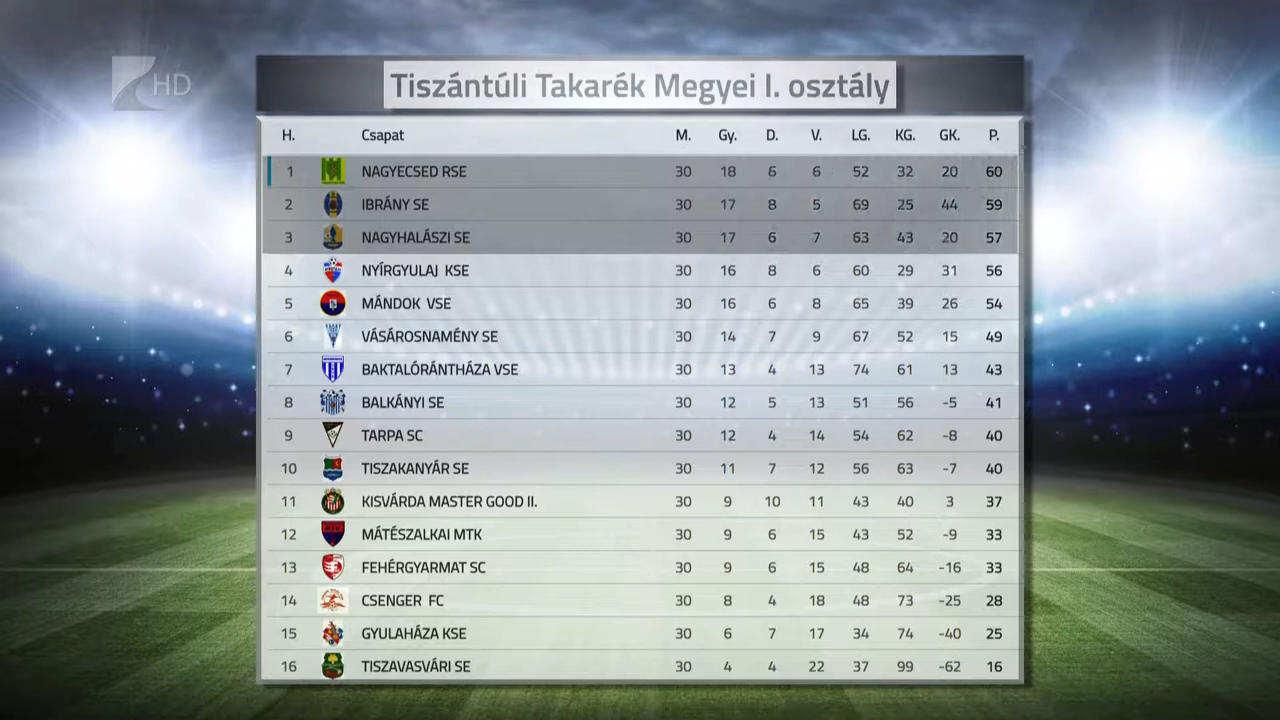 HD
Tiszántúli Takarék Megyei I. osztály
H. Csapat M. Gy. D. V. LG. KG. GK. P.
1 NAGYECSED RSE 30 18 6 6 52 32 20 60
2 IBRÁNY SE 30 17 8 5 69 25 44 59
3 NAGYHALÁSZI SE 30 17 6 7 63 43 20 57
4 NYÍRGYULAJ KSE 30 16 8 6 60 29 31 56
5 MÁNDOK VSE 30 16 6 8 65 39 26 54
6 VÁSÁROSNAMÉNY SE 30 14 7 9 67 52 15 49
7 BAKTALÓRÁNTHÁZA VSE 30 13 4 13 74 61 13 43
8 BALKÁNYI SE 30 12 5 13 51 56 -5 41
9 TARPA SC 30 12 4 14 54 62 -8 40
10 TISZAKANYÁR SE 30 11 7 12 56 63 -7 40
11 KISVÁRDA MASTER GOOD II. 30 9 10 11 43 40 3 37
12 MÁTÉSZALKAI MTK 30 9 6 15 43 52 -9 33
13 FEHÉRGYARMAT SC 30 9 6 15 48 64 -16 33
14 CSENGER FC 30 8 4 18 48 73 -25 28
15 GYULAHÁZA KSE 30 6 7 17 34 74 -40 25
16 TISZAVASVÁRI SE 30 4 4 22 37 99 -62 16